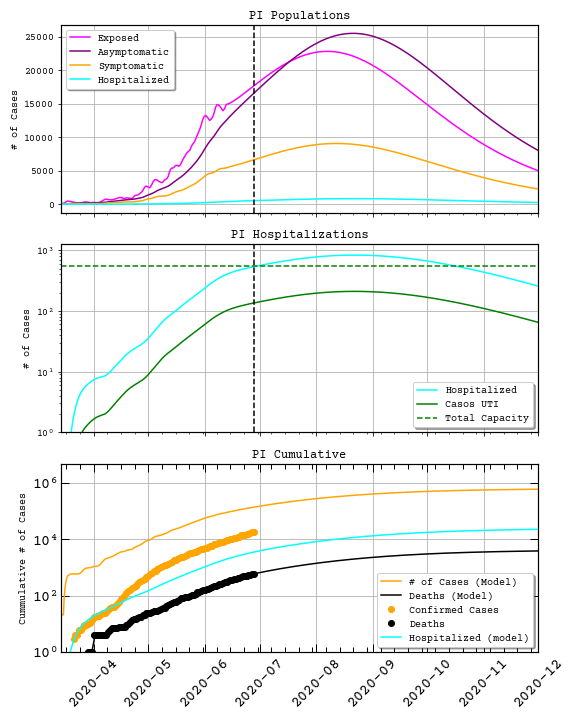 PI Populations
# of Cases
25000
20000
15000
10000
5000
0
Exposed
Asymptomatic
Symptomatic
Hospitalized
PI Hospitalizations
# of Cases
10³
10²
10¹
10⁰
Hospitalized
Casos UTI
Total Capacity
PI Cumulative
Cummulative # of Cases
10⁶
10⁴
10²
10⁰
# of Cases (Model)
Deaths (Model)
Confirmed Cases
Deaths
Hospitalized (model)
2020-04
2020-05
2020-06
2020-07
2020-08
2020-09
2020-10
2020-11
2020-12